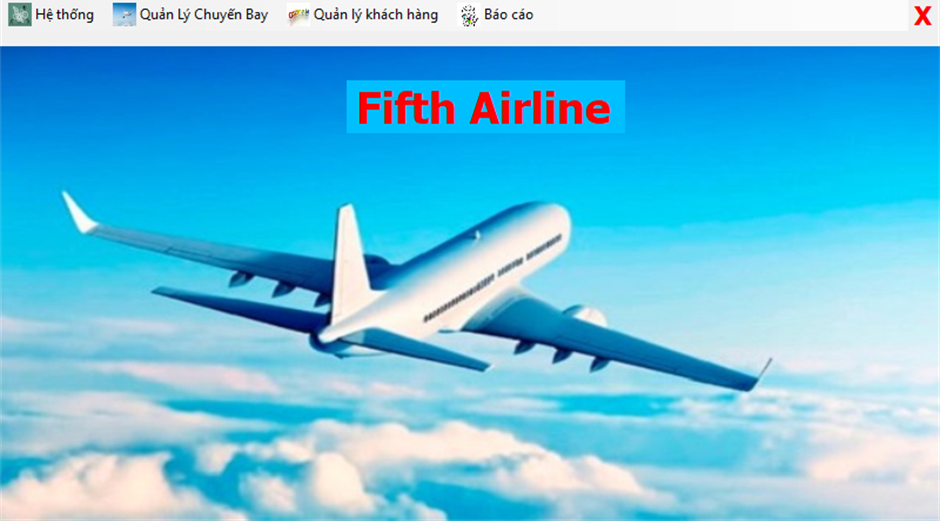 Hệ thống Quản Lý Chuyến Bay Quản lý khách hàng Báo cáo X
Fifth Airline